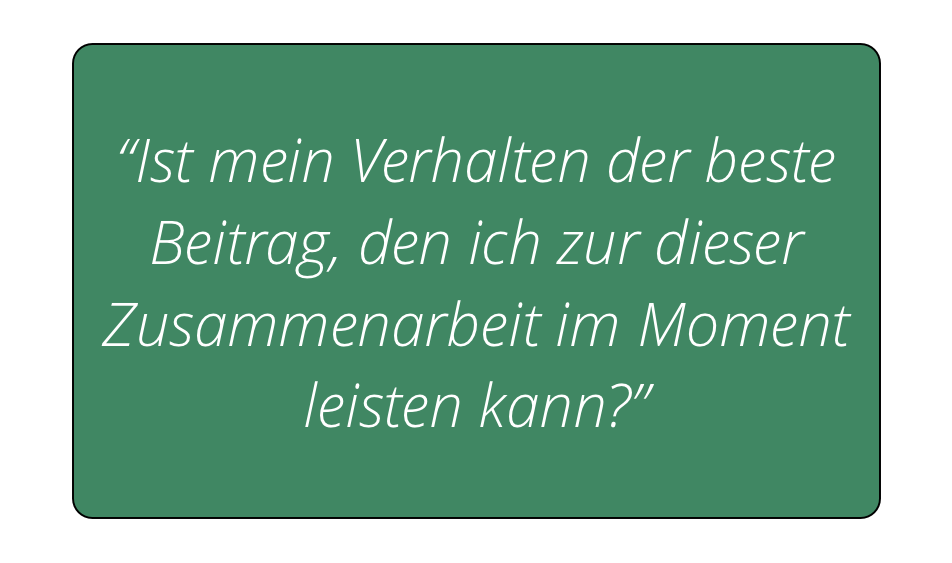 “Ist mein Verhalten der beste
Beitrag, den ich zur dieser
Zusammenarbeit im Moment
leisten kann?”